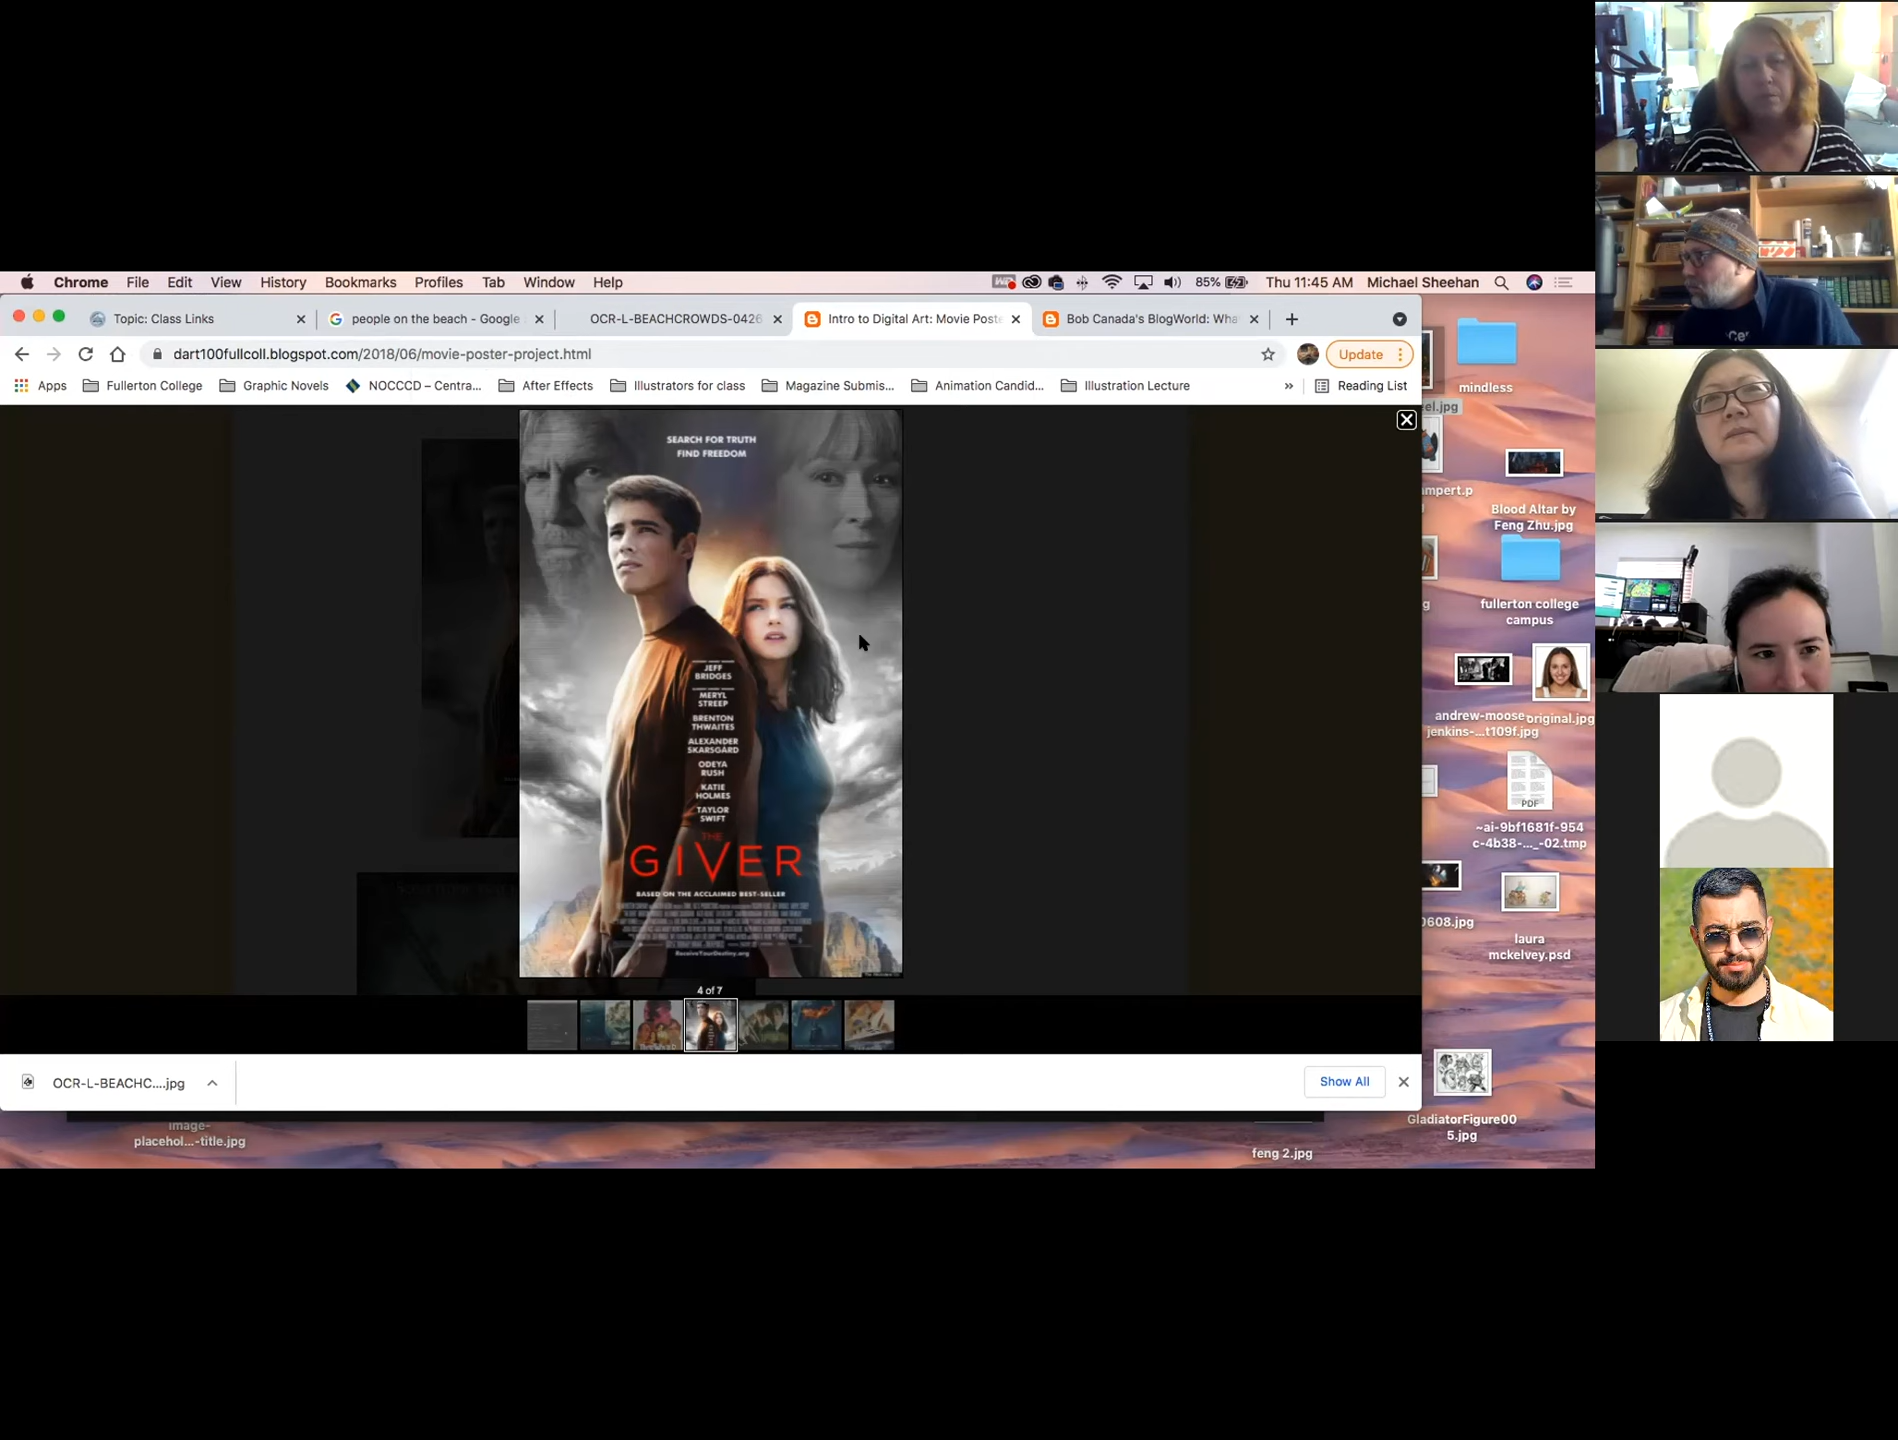 Chrome File Edit View History Bookmarks Profiles Tab Window Help 85% Thu 11:45 AM Michael Sheehan
Topic: Class Links
people on the beach - Google
OCR-L-BEACHCROWDS-0426
Intro to Digital Art: Movie Poste
Bob Canada's BlogWorld: Wha
dart100fullcoll.blogspot.com/2018/06/movie-poster-project.html
Update
Apps Fullerton College Graphic Novels NOCCCD – Centra... After Effects Illustrators for class Magazine Submis... Animation Candid... Illustration Lecture » Reading List
SEARCH FOR TRUTH
FIND FREEDOM
JEFF
BRIDGES
MERYL
STREEP
BRENTON
THWAITES
ALEXANDER
SKARSGARD
ODEYA
RUSH
KATIE
HOLMES
TAYLOR
SWIFT
THE
GIVER
BASED ON THE ACCLAIMED BEST-SELLER
ReceiveYourDestiny.org
4 of 7
OCR-L-BEACHC....jpg
Show All
mindless
el.jpg
mpert.p
Blood Altar by
Feng Zhu.jpg
fullerton college
campus
g
andrew-moose-
jenkins-...t109f.jpg
original.jpg
PDF
~ai-9bf1681f-954
c-4b38-..._-02.tmp
0608.jpg
laura
mckelvey.psd
GladiatorFigure00
5.jpg
image-
placehol...-title.jpg
feng 2.jpg